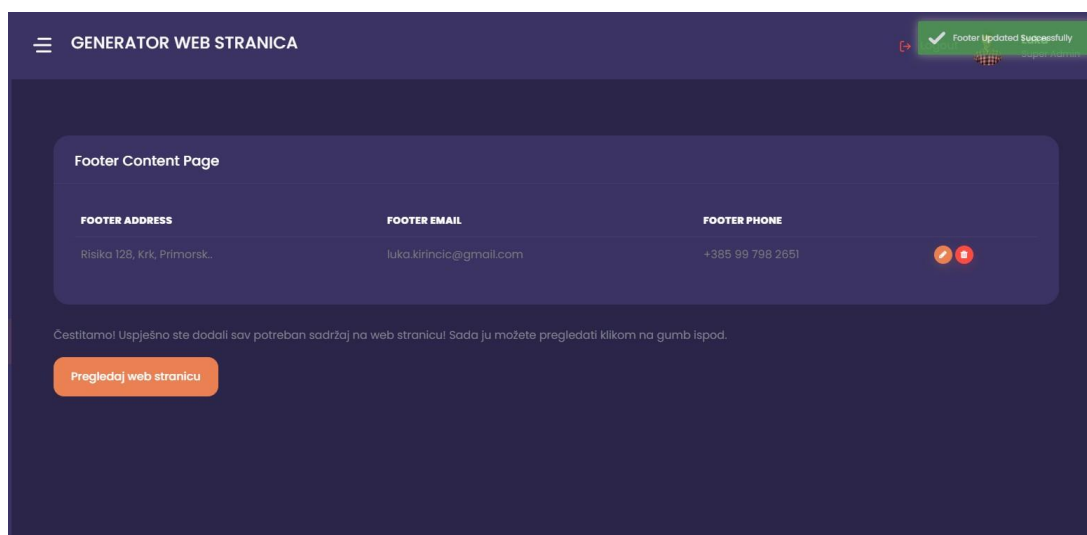 GENERATOR WEB STRANICA
Footer Updated Successfully
Footer Content Page
FOOTER ADDRESS FOOTER EMAIL FOOTER PHONE
Risika 128, Krk, Primorsk.. luka.kirincic@gmail.com +385 99 798 2651
Čestitamo! Uspješno ste dodali sav potreban sadržaj na web stranicu! Sada ju možete pregledati klikom na gumb ispod.
Pregledaj web stranicu